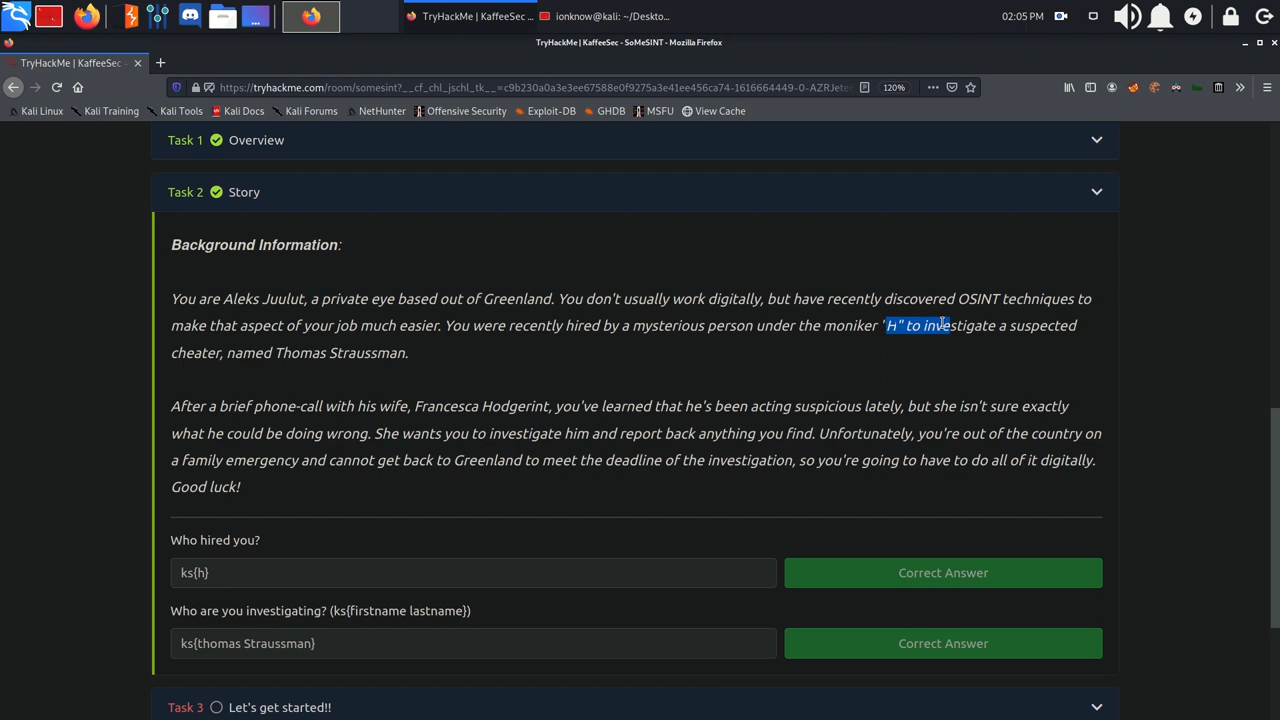 TryHackMe | KaffeeSec ...
ionknow@kali: ~/Deskto...
02:05 PM
TryHackMe | KaffeeSec - SoMeSINT - Mozilla Firefox
TryHackMe | KaffeeSec -
https://tryhackme.com/room/somesint?__cf_chl_jschl_tk__=c9b230a0a3e3ee67588e0f9275a3e41ee456ca74-1616664449-0-AZRJete
120%
Kali Linux
Kali Training
Kali Tools
Kali Docs
Kali Forums
NetHunter
Offensive Security
Exploit-DB
GHDB
MSFU
View Cache
Task 1 Overview
Task 2 Story
Background Information:
You are Aleks Juulut, a private eye based out of Greenland. You don't usually work digitally, but have recently discovered OSINT techniques to
make that aspect of your job much easier. You were recently hired by a mysterious person under the moniker "H" to investigate a suspected
cheater, named Thomas Straussman.
After a brief phone-call with his wife, Francesca Hodgerint, you've learned that he's been acting suspicious lately, but she isn't sure exactly
what he could be doing wrong. She wants you to investigate him and report back anything you find. Unfortunately, you're out of the country on
a family emergency and cannot get back to Greenland to meet the deadline of the investigation, so you're going to have to do all of it digitally.
Good luck!
Who hired you?
ks{h}
Correct Answer
Who are you investigating? (ks{firstname lastname})
ks{thomas Straussman}
Correct Answer
Task 3 Let's get started!!